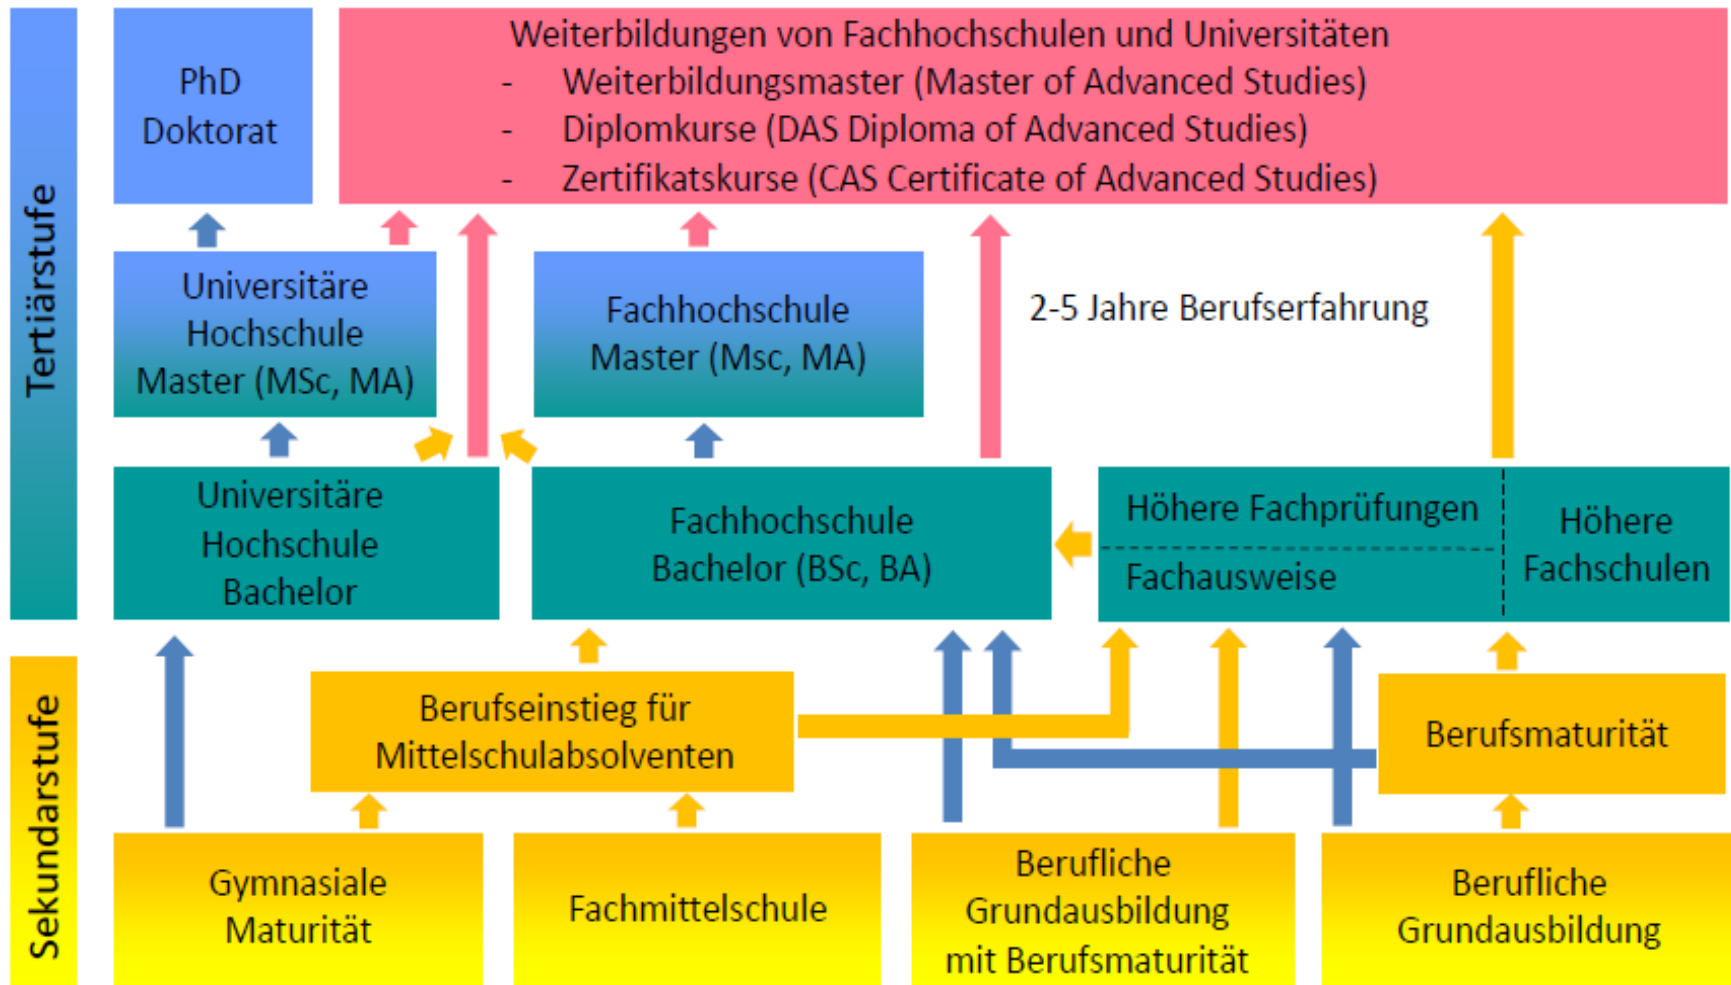 Tertiärstufe
PhD
Doktorat
Weiterbildungen von Fachhochschulen und Universitäten
- Weiterbildungsmaster (Master of Advanced Studies)
- Diplomkurse (DAS Diploma of Advanced Studies)
- Zertifikatskurse (CAS Certificate of Advanced Studies)
Universitäre
Hochschule
Master (MSc, MA)
Fachhochschule
Master (Msc, MA)
2-5 Jahre Berufserfahrung
Universitäre
Hochschule
Bachelor
Fachhochschule
Bachelor (BSc, BA)
Höhere Fachprüfungen
Fachausweise
Höhere
Fachschulen
Sekundarstufe
Berufseinstieg für
Mittelschulabsolventen
Berufsmaturität
Gymnasiale
Maturität
Fachmittelschule
Berufliche
Grundausbildung
mit Berufsmaturität
Berufliche
Grundausbildung